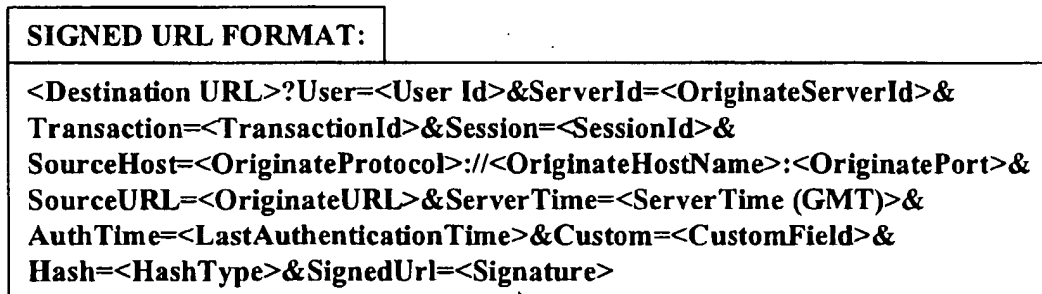 SIGNED URL FORMAT:
<Destination URL>?User=<User Id>&ServerId=<OriginateServerId>&
Transaction=<TransactionId>&Session=<SessionId>&
SourceHost=<OriginateProtocol>://<OriginateHostName>:<OriginatePort>&
SourceURL=<OriginateURL>&ServerTime=<ServerTime (GMT)>&
AuthTime=<LastAuthenticationTime>&Custom=<CustomField>&
Hash=<HashType>&SignedUrl=<Signature>